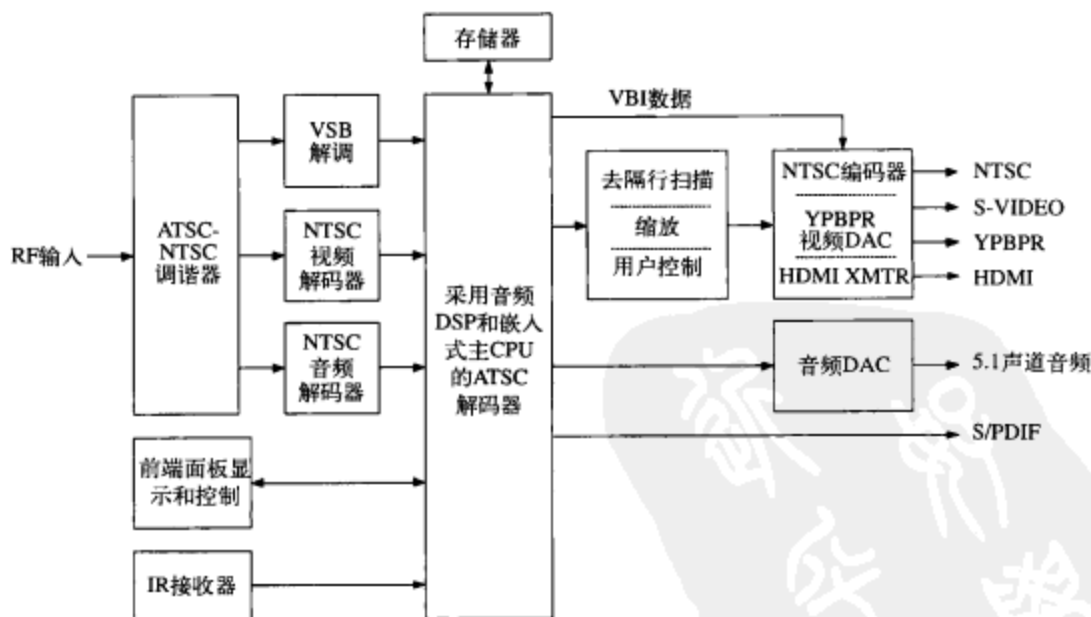 存储器
VBI数据
ATSC-
NTSC
调谐器
RF输入
VSB
解调
NTSC
视频
解码器
NTSC
音频
解码器
采用音频
DSP和嵌入
式主CPU
的ATSC
解码器
去隔行扫描
缩放
用户控制
NTSC编码器
YPBPR
视频DAC
HDMI XMTR
NTSC
S-VIDEO
YPBPR
HDMI
音频DAC
5.1声道音频
S/PDIF
前端面板显
示和控制
IR接收器